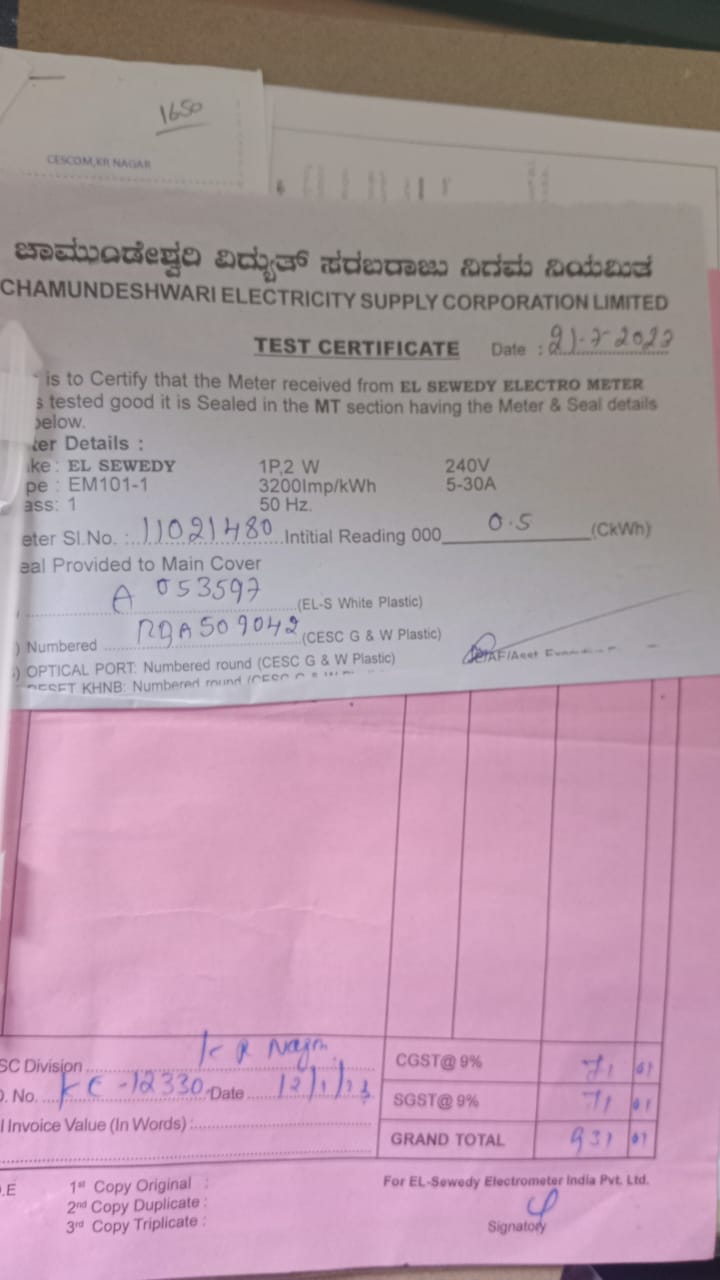 1650
CESCOM,KR NAGAR
ಚಾಮುಂಡೇಶ್ವರಿ ವಿದ್ಯುತ್ ಸರಬರಾಜು ನಿಗಮ ನಿಯಮಿತ
CHAMUNDESHWARI ELECTRICITY SUPPLY CORPORATION LIMITED
TEST CERTIFICATE Date :
is to Certify that the Meter received from EL SEWEDY ELECTRO METER
s tested good it is Sealed in the MT section having the Meter & Seal details
below.
ter Details :
ke : EL SEWEDY 1P,2 W 240V
pe : EM101-1 3200Imp/kWh 5-30A
ass: 1 50 Hz.
eter Sl.No. : 11021480 Intitial Reading 000 0.5 (CkWh)
eal Provided to Main Cover
A 053597 (EL-S White Plastic)
) Numbered 509042 (CESC G & W Plastic)
) OPTICAL PORT: Numbered round (CESC G & W Plastic)
RESET KHNB: Numbered round
SC Division K R Nagar CGST@ 9% 71 01
. No. KC-12330 Date 12/1/23 SGST@ 9% 71 01
l Invoice Value (In Words) : GRAND TOTAL 931 01
.E 1st Copy Original : For EL-Sewedy Electrometer India Pvt. Ltd.
2nd Copy Duplicate :
3rd Copy Triplicate : Signatory